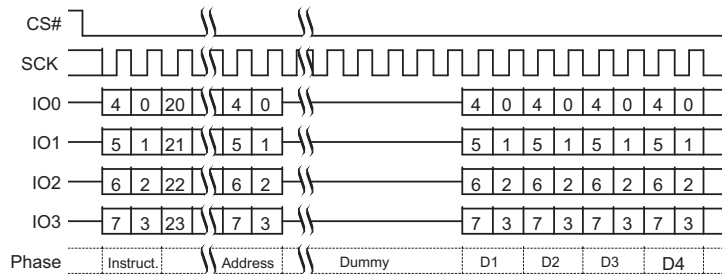 CS#
SCK
IO0 4 0 20 4 0 4 0 4 0 4 0 4 0
IO1 5 1 21 5 1 5 1 5 1 5 1 5 1
IO2 6 2 22 6 2 6 2 6 2 6 2 6 2
IO3 7 3 23 7 3 7 3 7 3 7 3 7 3
Phase Instruct. Address Dummy D1 D2 D3 D4